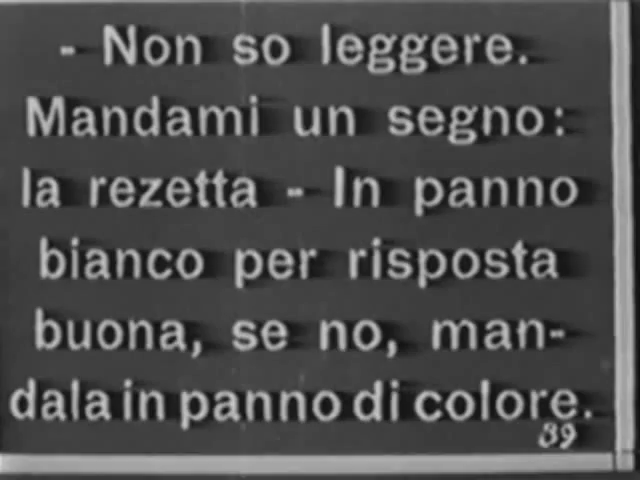 - Non so leggere.
Mandami un segno:
la rezetta - In panno
bianco per risposta
buona, se no, man-
dala in panno di colore.
39